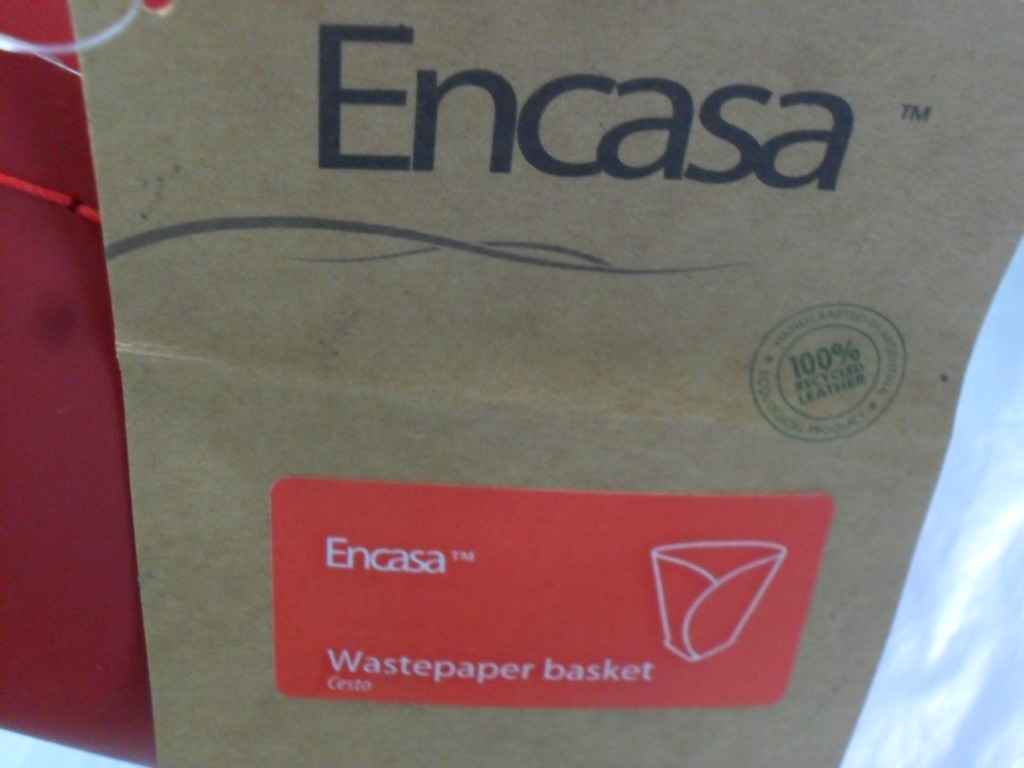 Encasa™
100%
RECYCLED
LEATHER
Encasa™
Wastepaper basket
Cesto